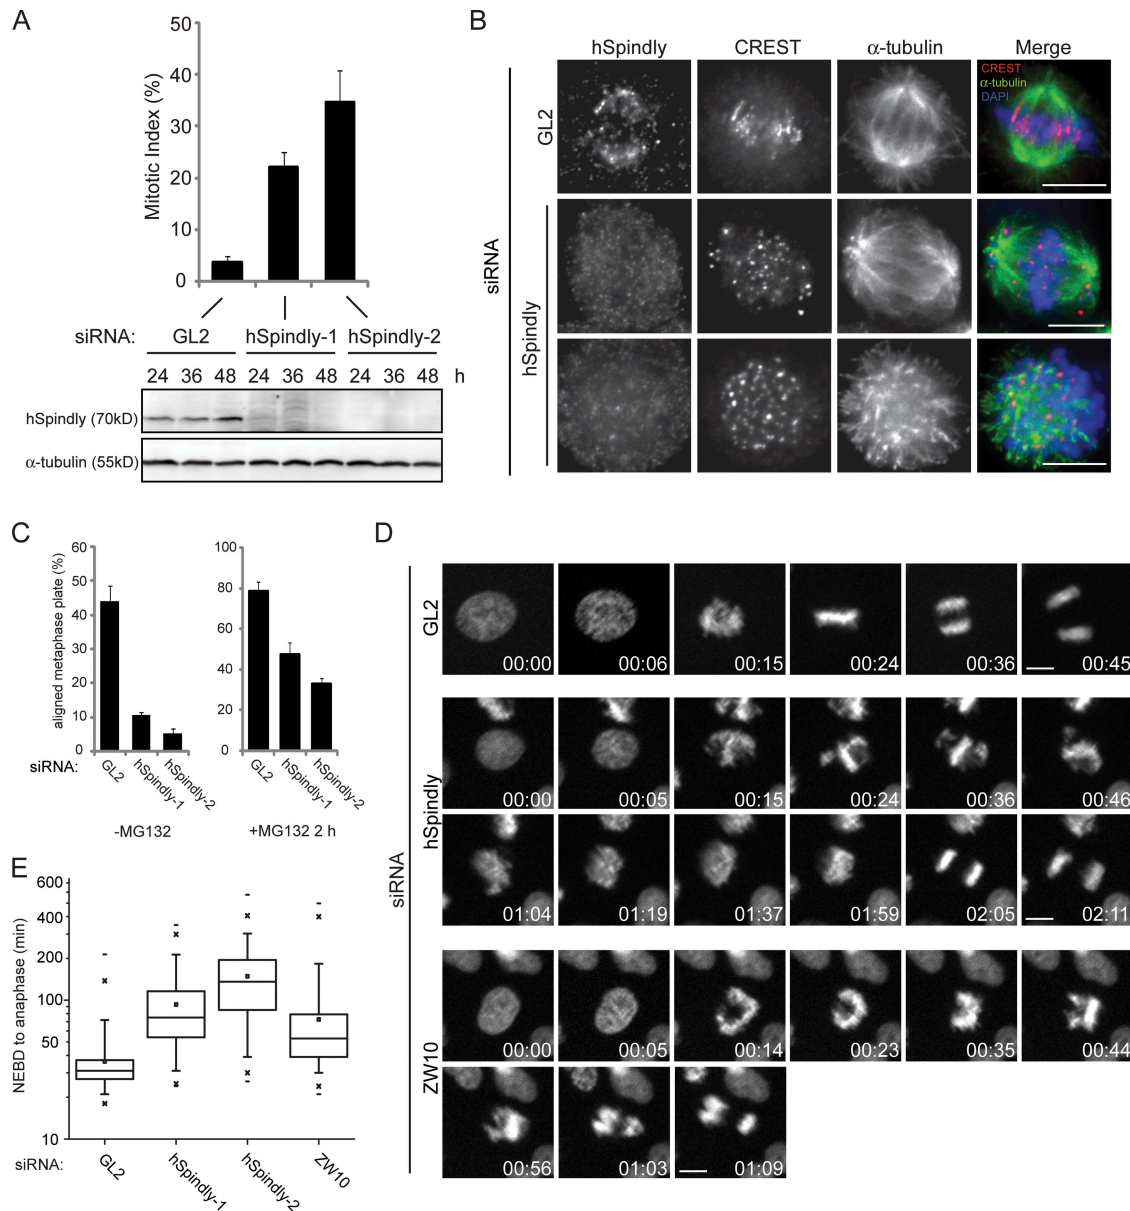 A
50
40
30
20
10
0
Mitotic Index (%)
siRNA: GL2 hSpindly-1 hSpindly-2
24 36 48 24 36 48 24 36 48 h
hSpindly (70kD)
α-tubulin (55kD)
B
hSpindly CREST α-tubulin Merge
CREST
α-tubulin
DAPI
GL2
hSpindly
siRNA
C
60
50
40
30
20
10
0
aligned metaphase plate (%)
100
80
60
40
20
0
siRNA: GL2 hSpindly-1 hSpindly-2 GL2 hSpindly-1 hSpindly-2
-MG132 +MG132 2 h
D
siRNA
GL2
00:00 00:06 00:15 00:24 00:36 00:45
hSpindly
00:00 00:05 00:15 00:24 00:36 00:46
01:04 01:19 01:37 01:59 02:05 02:11
ZW10
00:00 00:05 00:14 00:23 00:35 00:44
00:56 01:03 01:09
E
600
400
200
100
50
10
NEBD to anaphase (min)
siRNA: GL2 hSpindly-1 hSpindly-2 ZW10